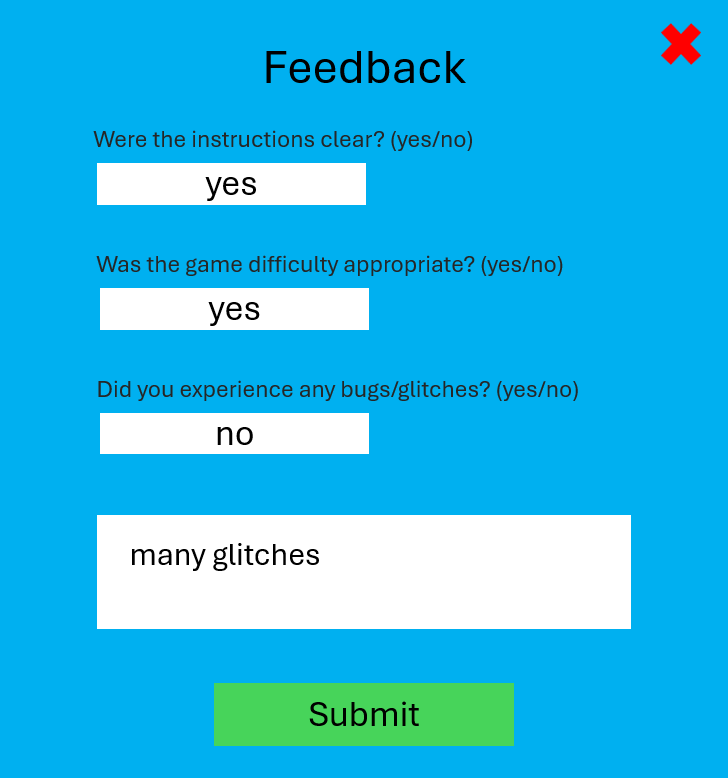 Feedback
Were the instructions clear? (yes/no)
yes
Was the game difficulty appropriate? (yes/no)
yes
Did you experience any bugs/glitches? (yes/no)
no
many glitches
Submit